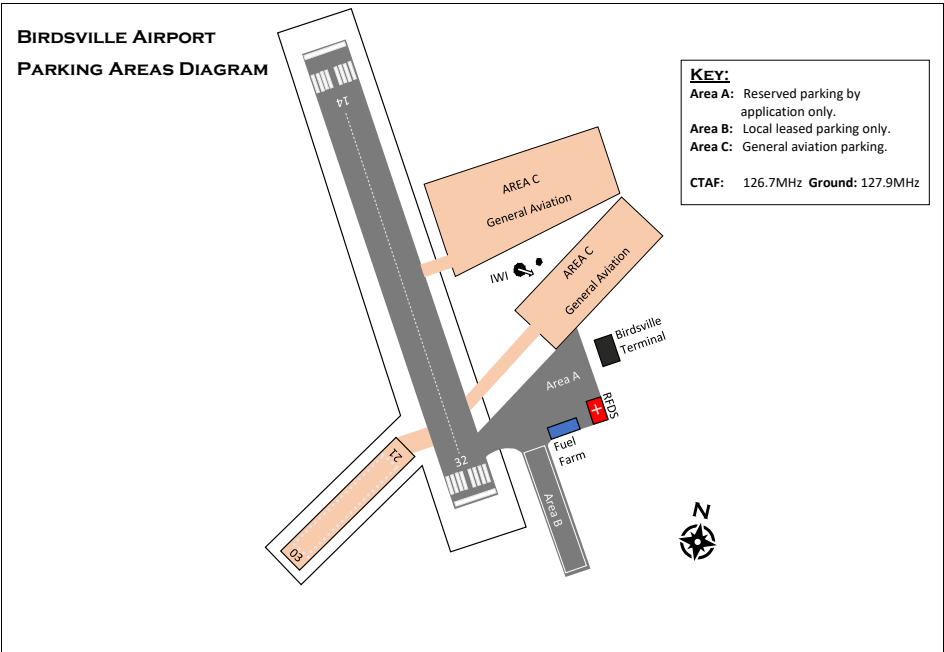 BIRDSVILLE AIRPORT
PARKING AREAS DIAGRAM
KEY:
Area A: Reserved parking by
application only.
Area B: Local leased parking only.
Area C: General aviation parking.
CTAF: 126.7MHz Ground: 127.9MHz
14
AREA C
General Aviation
IWI
AREA C
General Aviation
Birdsville
Terminal
Area A
RFDS
Fuel
Farm
32
21
03
Area B
N